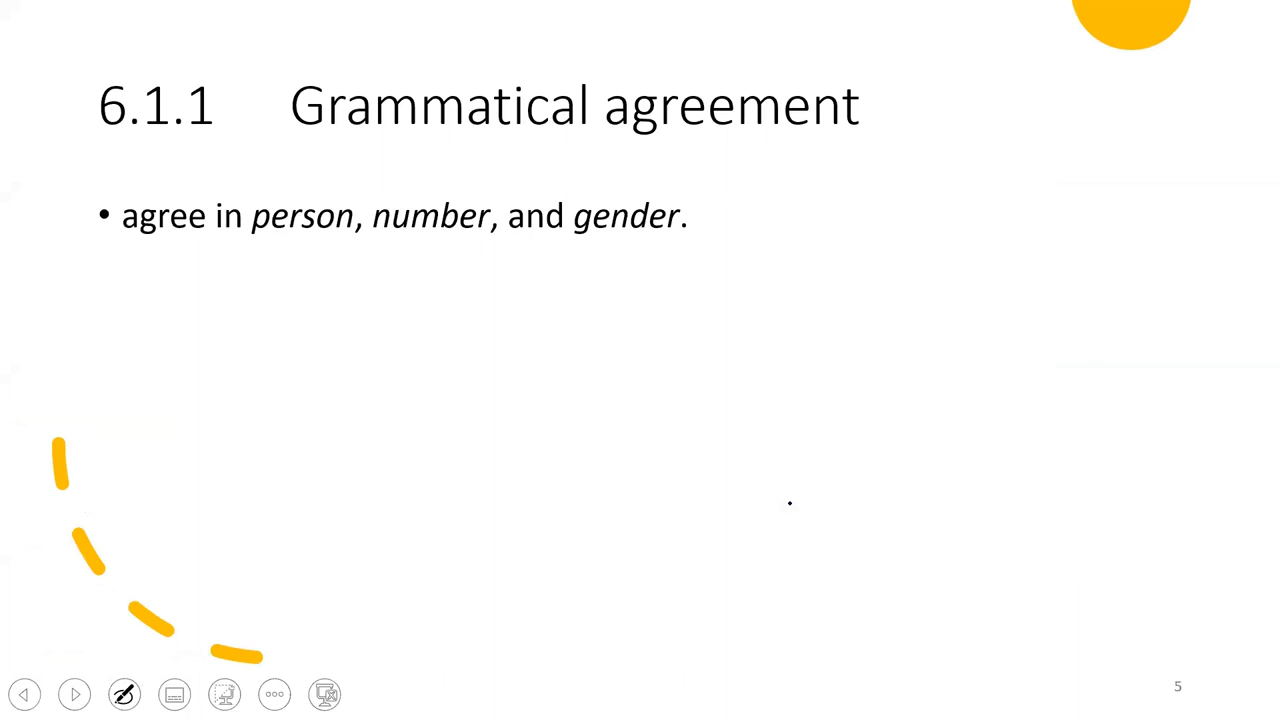 6.1.1 Grammatical agreement
• agree in person, number, and gender.
5